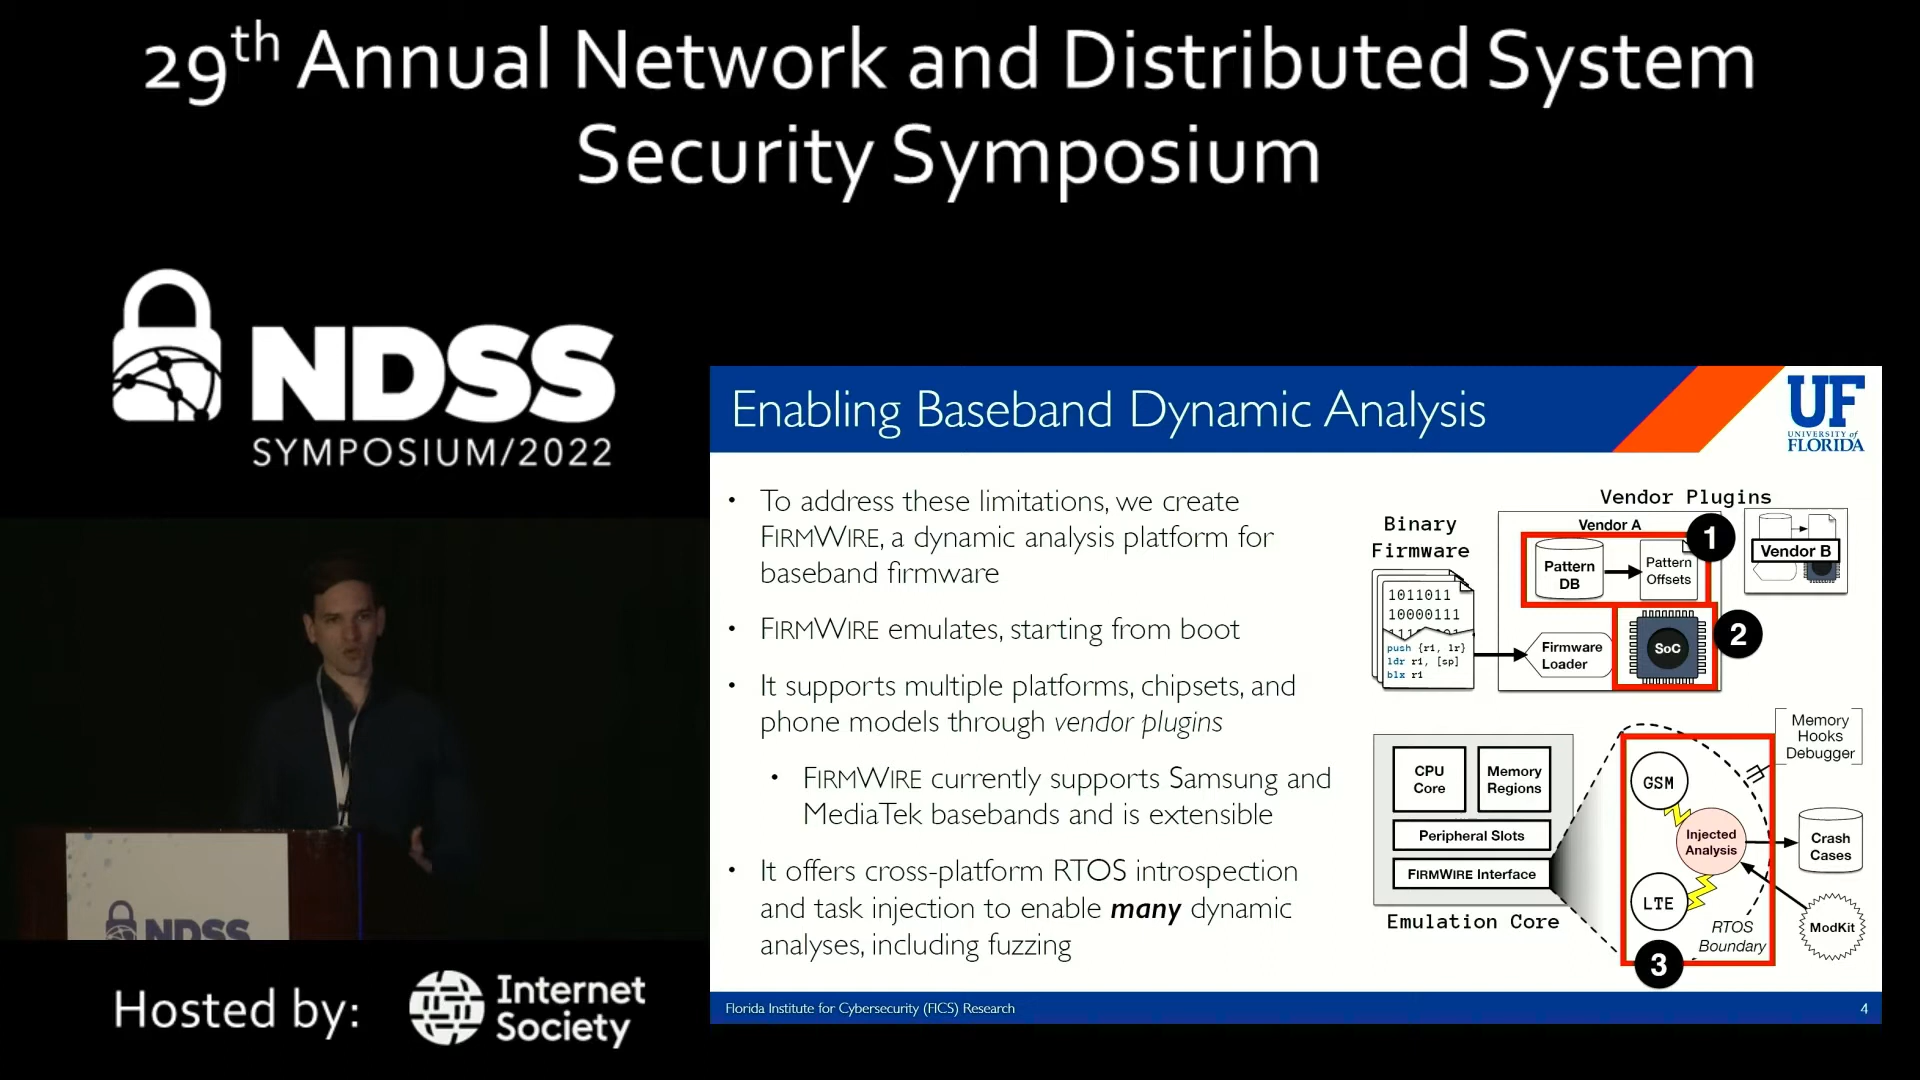 29th Annual Network and Distributed System
Security Symposium
NDSS
SYMPOSIUM/2022
Enabling Baseband Dynamic Analysis
UF
UNIVERSITY of
FLORIDA
• To address these limitations, we create
FIRMWIRE, a dynamic analysis platform for
baseband firmware
• FIRMWIRE emulates, starting from boot
• It supports multiple platforms, chipsets, and
phone models through vendor plugins
• FIRMWIRE currently supports Samsung and
MediaTek basebands and is extensible
• It offers cross-platform RTOS introspection
and task injection to enable many dynamic
analyses, including fuzzing
Vendor Plugins
Binary
Firmware
Vendor A
1
Pattern
DB
Pattern
Offsets
Vendor B
1011011
10000111
push {r1, lr}
ldr r1, [sp]
blx r1
Firmware
Loader
SoC
2
CPU
Core
Memory
Regions
Peripheral Slots
FIRMWIRE Interface
Emulation Core
GSM
Injected
Analysis
LTE
RTOS
Boundary
3
Memory
Hooks
Debugger
Crash
Cases
ModKit
Florida Institute for Cybersecurity (FICS) Research
4
NDSS
Hosted by:
Internet
Society